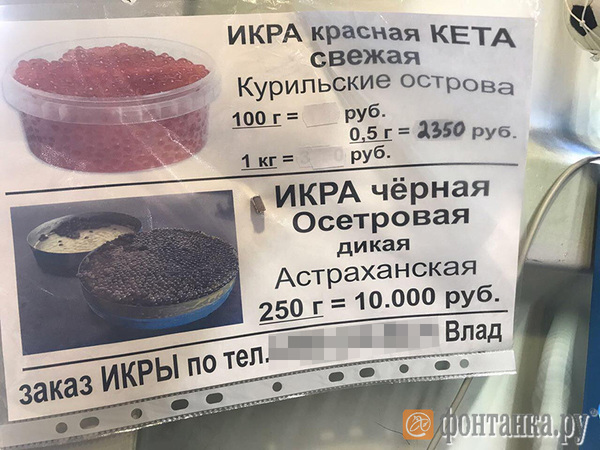 ИКРА красная КЕТА
свежая
Курильские острова
100 г = руб.
0,5 г = 2350 руб.
1 кг = руб.
ИКРА чёрная
Осетровая
дикая
Астраханская
250 г = 10.000 руб.
заказ ИКРЫ по тел. Влад
фонтанка.ру